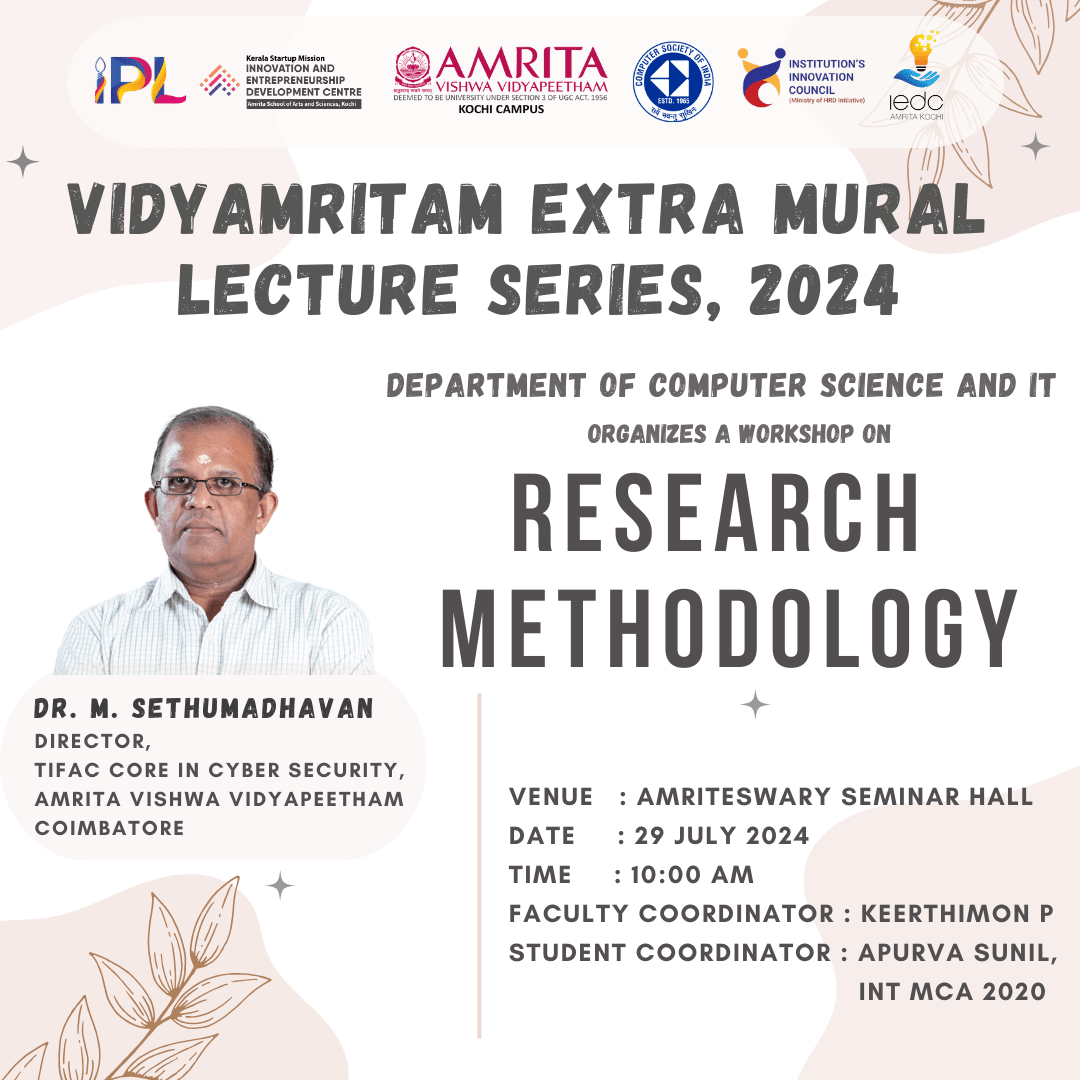 IPL
Kerala Startup Mission
INNOVATION AND
ENTREPRENEURSHIP
DEVELOPMENT CENTRE
Amrita School of Arts and Sciences, Kochi
AMRITA
VISHWA VIDYAPEETHAM
DEEMED TO BE UNIVERSITY UNDER SECTION 3 OF UGC ACT, 1956
KOCHI CAMPUS
COMPUTER SOCIETY OF INDIA
ESTD. 1965
INSTITUTION'S
INNOVATION
COUNCIL
(Ministry of HRD Initiative)
iedc
AMRITA KOCHI
VIDYAMRITAM EXTRA MURAL
LECTURE SERIES, 2024
DEPARTMENT OF COMPUTER SCIENCE AND IT
ORGANIZES A WORKSHOP ON
RESEARCH
METHODOLOGY
DR. M. SETHUMADHAVAN
DIRECTOR,
TIFAC CORE IN CYBER SECURITY,
AMRITA VISHWA VIDYAPEETHAM
COIMBATORE
VENUE : AMRITESWARY SEMINAR HALL
DATE : 29 JULY 2024
TIME : 10:00 AM
FACULTY COORDINATOR : KEERTHIMON P
STUDENT COORDINATOR : APURVA SUNIL,
INT MCA 2020